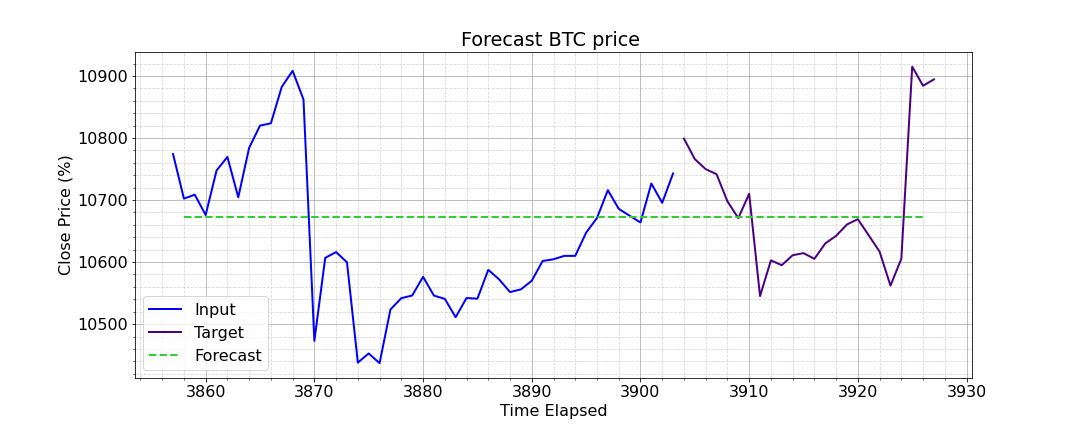 Forecast BTC price
Close Price (%)
10900
10800
10700
10600
10500
Input
Target
Forecast
3860 3870 3880 3890 3900 3910 3920 3930
Time Elapsed